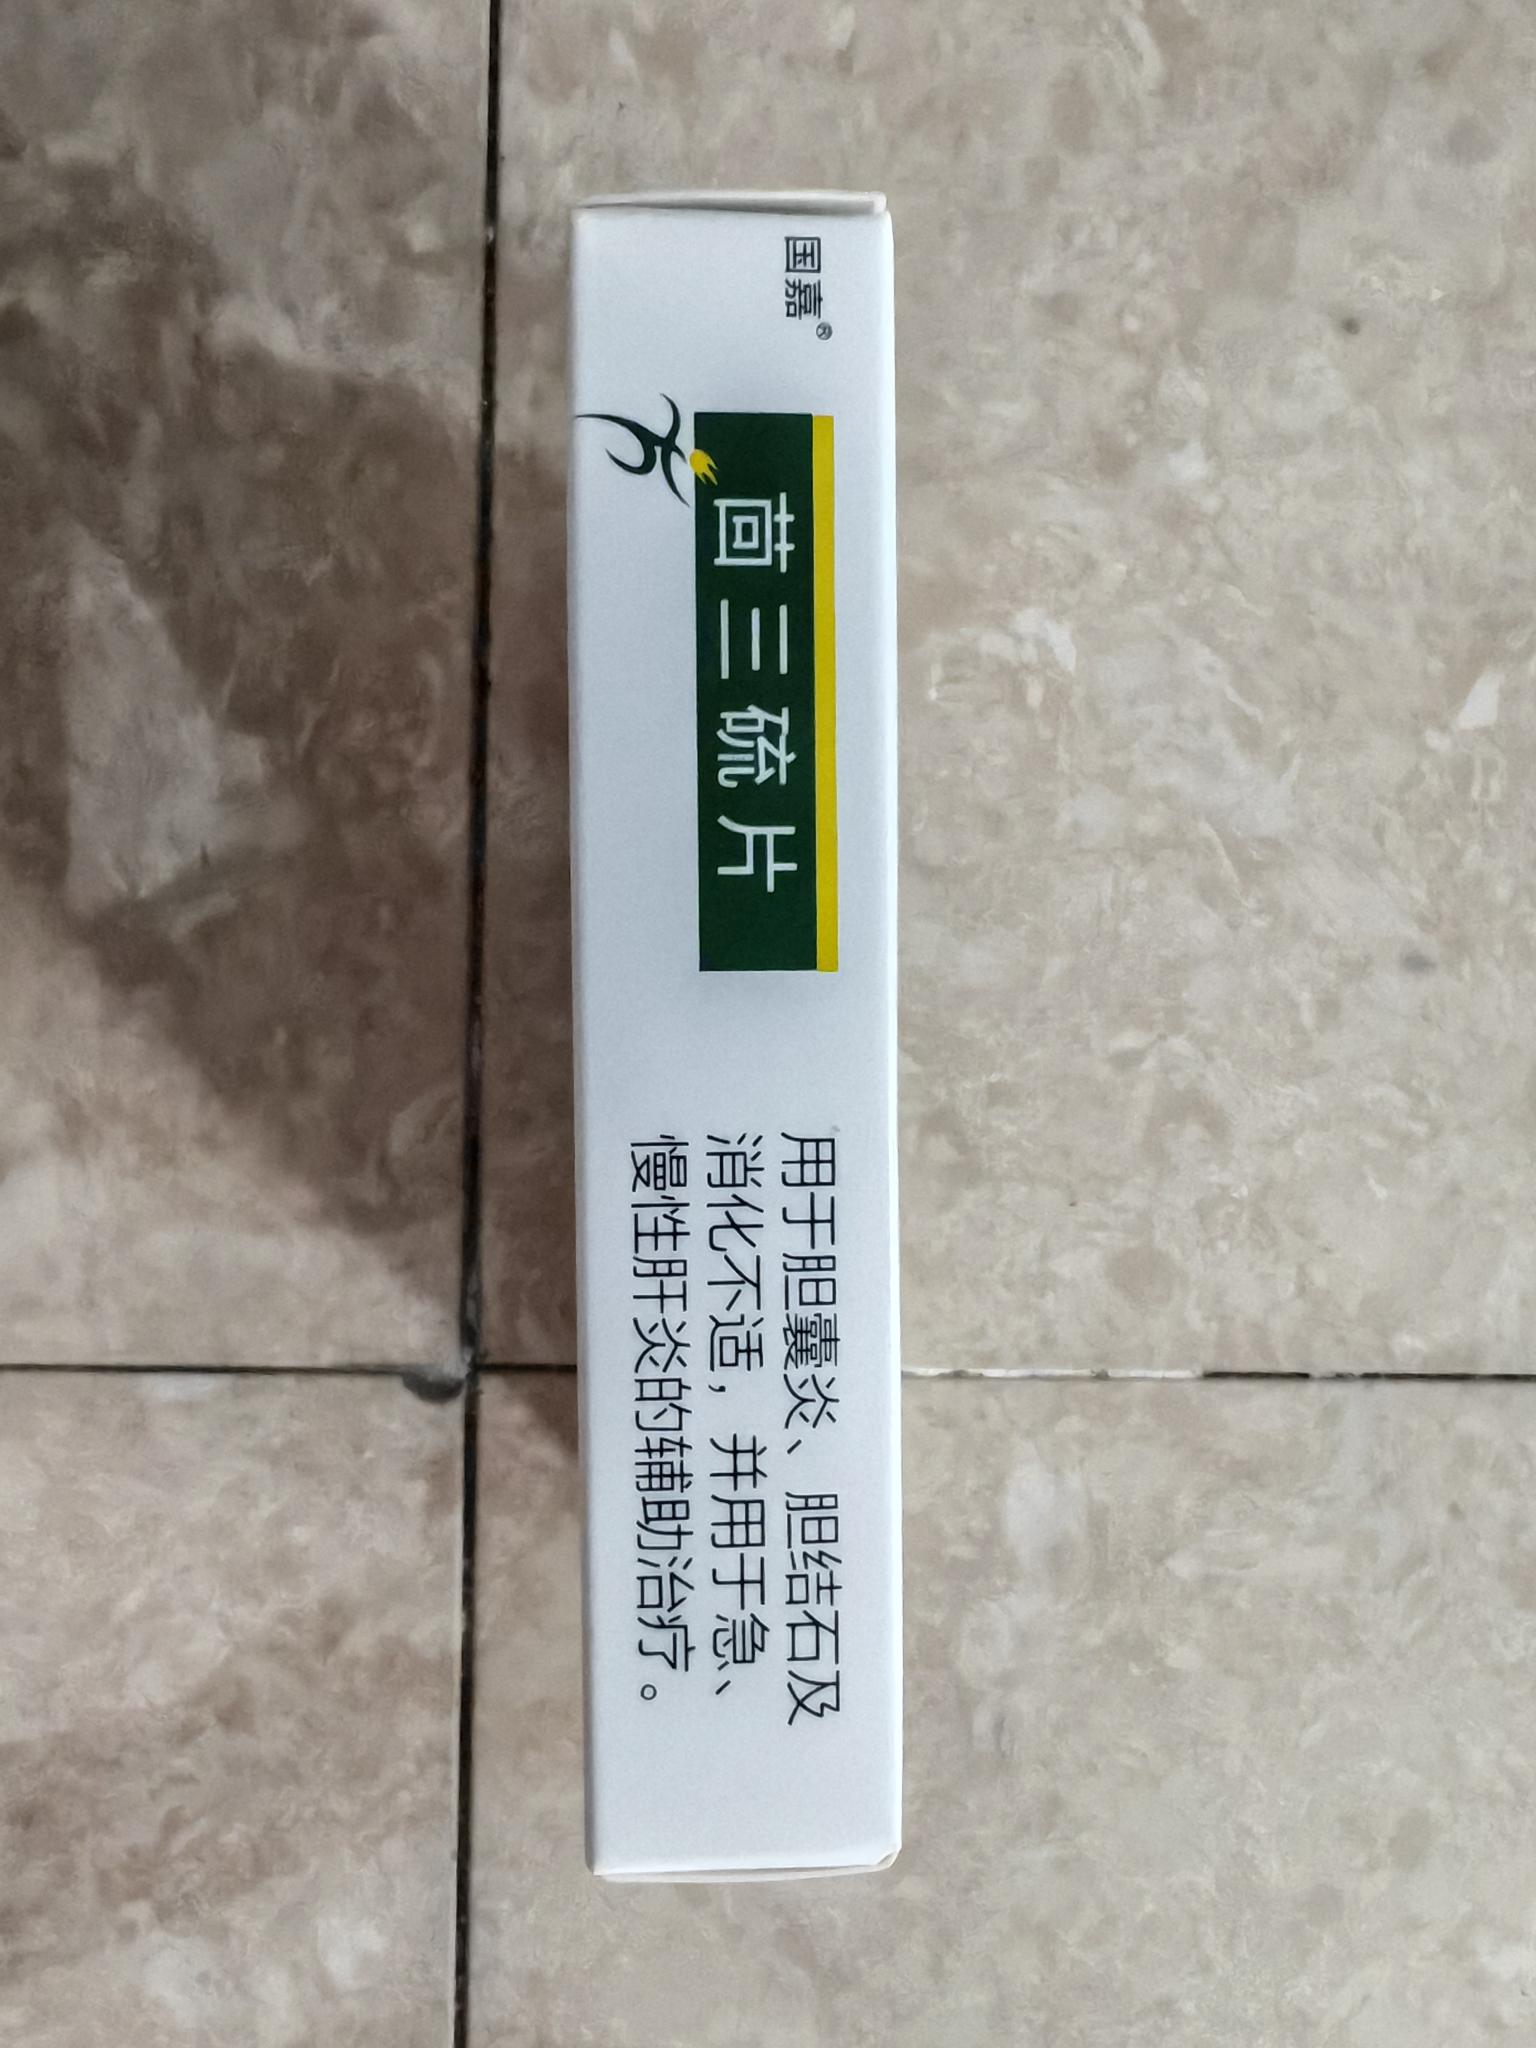 国嘉®
茴三硫片
用于胆囊炎、胆结石及
消化不适，并用于急、
慢性肝炎的辅助治疗。